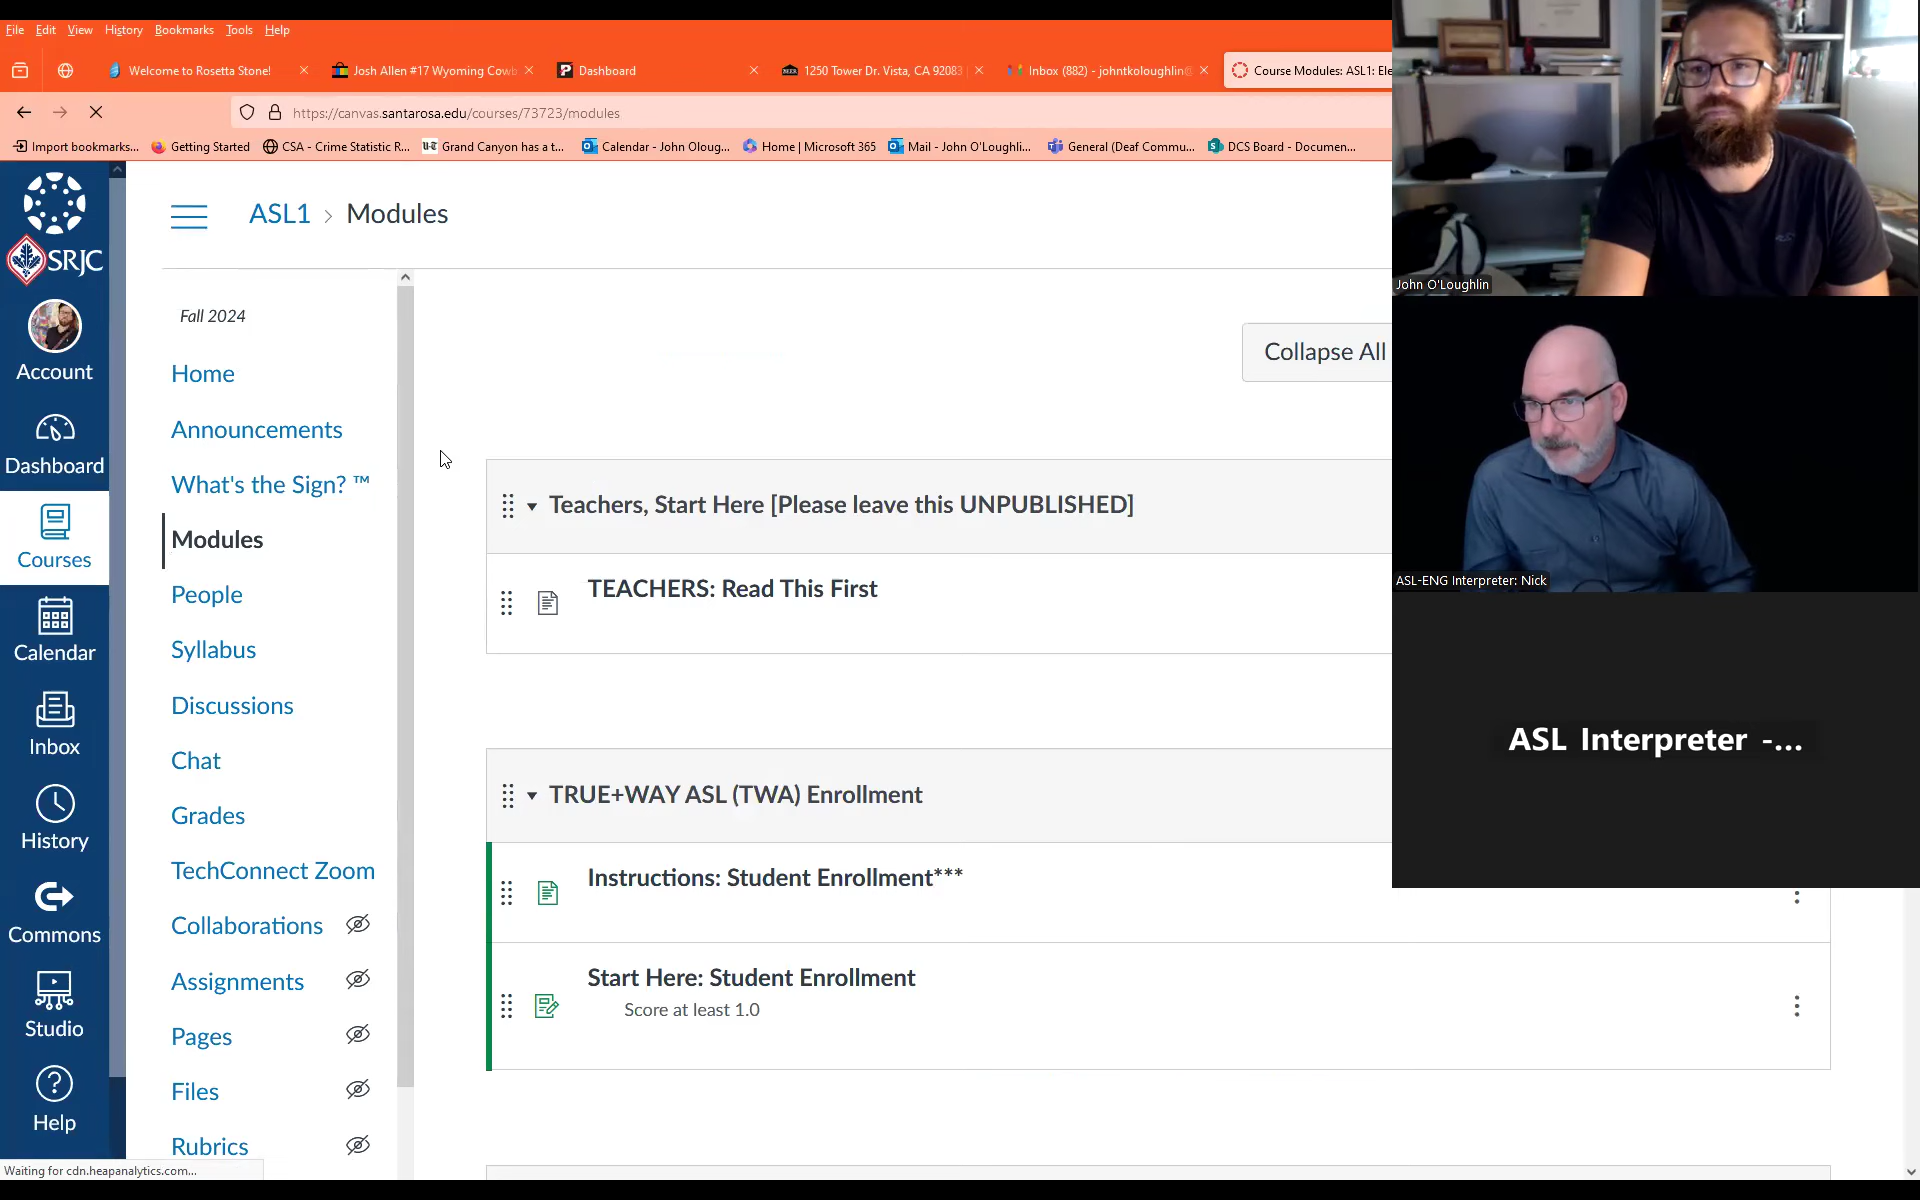 File Edit View History Bookmarks Tools Help
Welcome to Rosetta Stone!
Josh Allen #17 Wyoming Cowb
Dashboard
BEER 1250 Tower Dr. Vista, CA 92083
Inbox (882) - johntkoloughlin
Course Modules: ASL1: Ele
https://canvas.santarosa.edu/courses/73723/modules
Import bookmarks...
Getting Started
CSA - Crime Statistic R...
Grand Canyon has a t...
Calendar - John Oloug...
Home | Microsoft 365
Mail - John O'Loughli...
General (Deaf Commu...
DCS Board - Documen...
SRJC
Account
Dashboard
Courses
Calendar
Inbox
History
Commons
Studio
Help
ASL1 › Modules
Fall 2024
Home
Announcements
What's the Sign? ™
Modules
People
Syllabus
Discussions
Chat
Grades
TechConnect Zoom
Collaborations
Assignments
Pages
Files
Rubrics
Collapse All
Teachers, Start Here [Please leave this UNPUBLISHED]
TEACHERS: Read This First
TRUE+WAY ASL (TWA) Enrollment
Instructions: Student Enrollment***
Start Here: Student Enrollment
Score at least 1.0
John O'Loughlin
ASL-ENG Interpreter: Nick
ASL Interpreter -...
Waiting for cdn.heapanalytics.com...